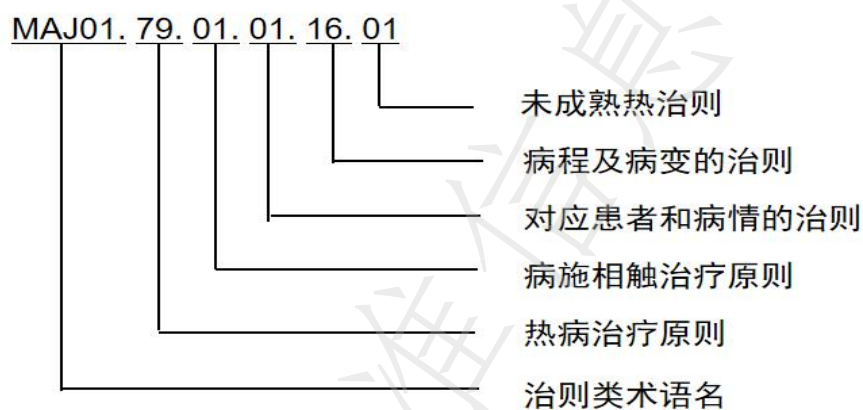 MAJ01. 79. 01. 01. 16. 01
未成熟热治则
病程及病变的治则
对应患者和病情的治则
病施相触治疗原则
热病治疗原则
治则类术语名